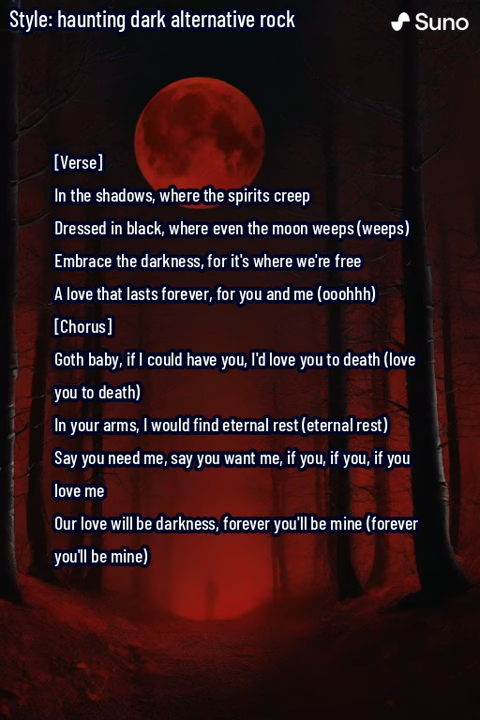 Style: haunting dark alternative rock
Suno
[Verse]
In the shadows, where the spirits creep
Dressed in black, where even the moon weeps (weeps)
Embrace the darkness, for it's where we're free
A love that lasts forever, for you and me (ooohhh)
[Chorus]
Goth baby, if I could have you, I'd love you to death (love
you to death)
In your arms, I would find eternal rest (eternal rest)
Say you need me, say you want me, if you, if you, if you
love me
Our love will be darkness, forever you'll be mine (forever
you'll be mine)